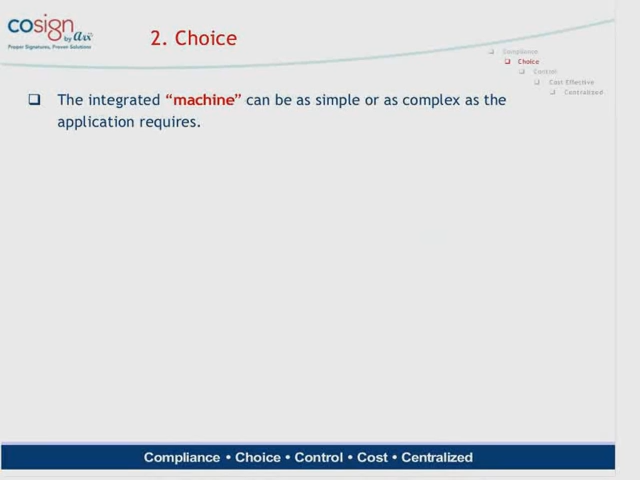 cosign
by arx
Proper Signatures, Proven Solutions
2. Choice
❑ Compliance
❑ Choice
❑ Control
❑ Cost Effective
❑ Centralized
❑ The integrated “machine” can be as simple or as complex as the
application requires.
Compliance • Choice • Control • Cost • Centralized